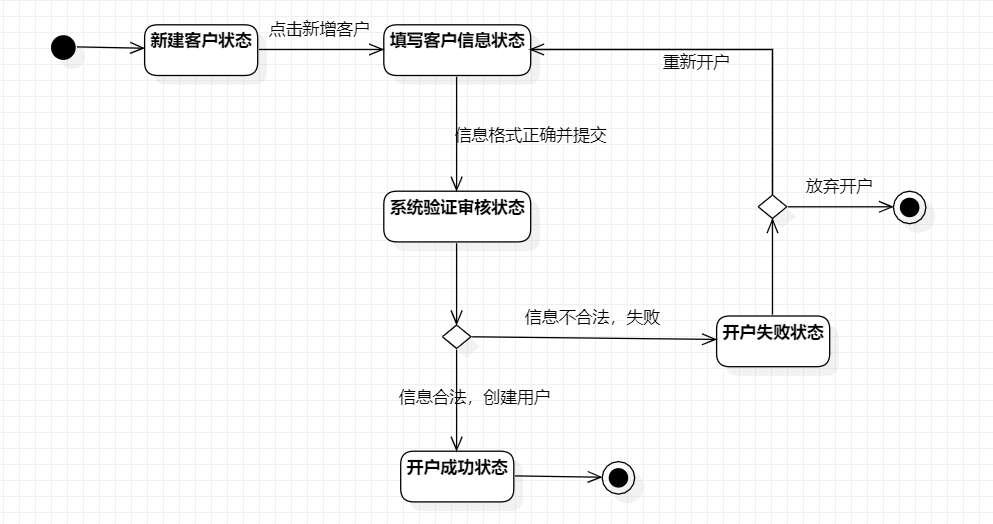 新建客户状态
点击新增客户
填写客户信息状态
重新开户
信息格式正确并提交
放弃开户
系统验证审核状态
信息不合法，失败
开户失败状态
信息合法，创建用户
开户成功状态